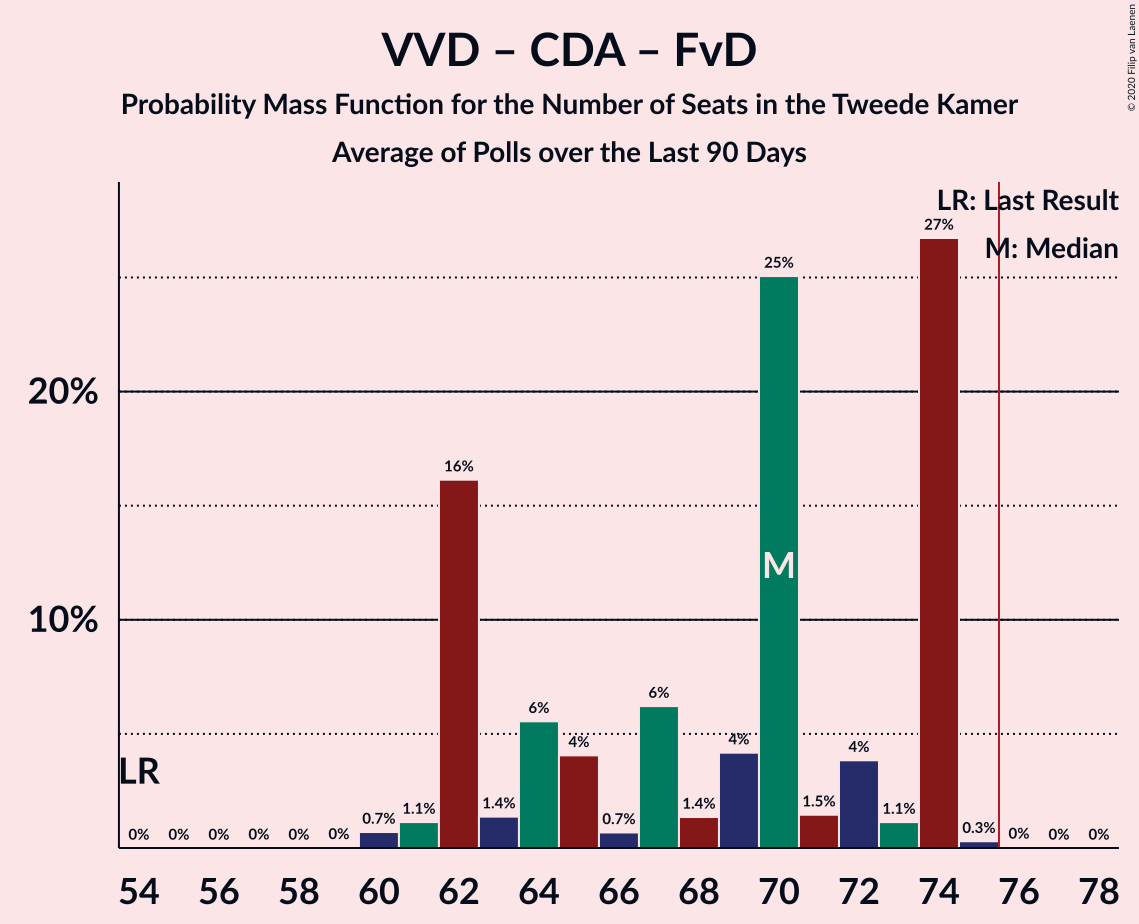 VVD – CDA – FvD
Probability Mass Function for the Number of Seats in the Tweede Kamer
Average of Polls over the Last 90 Days
© 2020 Filip van Laenen
LR: Last Result
M: Median
27%
25%
20%
16%
M
10%
6%
6%
4%
4%
4%
LR
0.7%
1.1%
1.4%
0.7%
1.4%
1.5%
1.1%
0.3%
0% 0% 0% 0% 0% 0% 0% 0% 0%
54 56 58 60 62 64 66 68 70 72 74 76 78